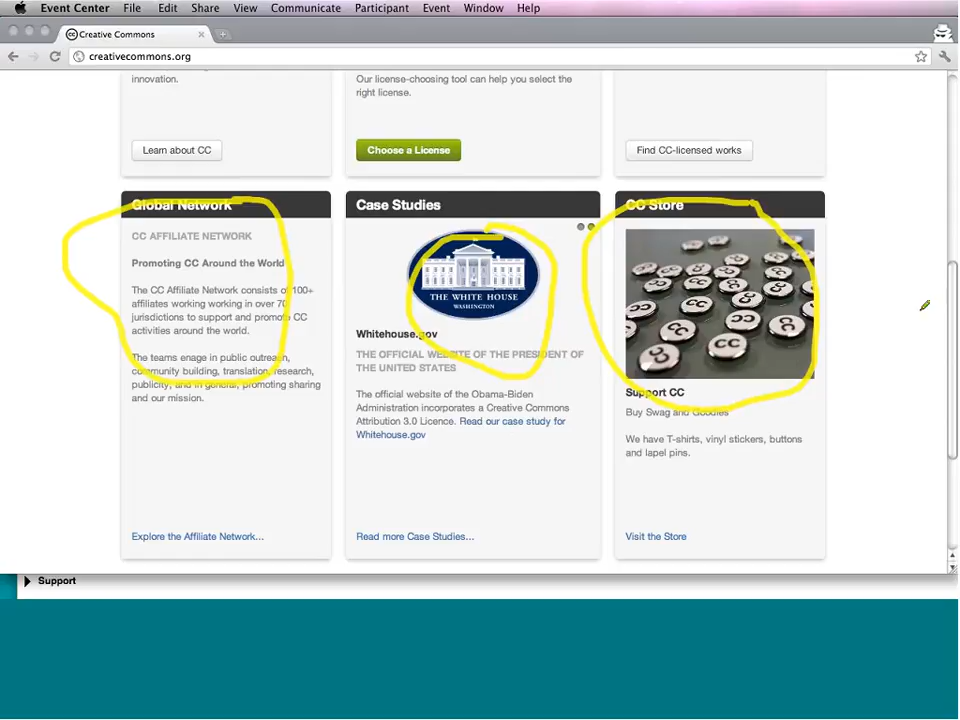 Event Center File Edit Share View Communicate Participant Event Window Help
Creative Commons
creativecommons.org
innovation.
Learn about CC
Our license-choosing tool can help you select the
right license.
Choose a License
Find CC-licensed works
Global Network
CC AFFILIATE NETWORK
Promoting CC Around the World
The CC Affiliate Network consists of 100+
affiliates working working in over 70
jurisdictions to support and promote CC
activities around the world.
The teams enage in public outreach,
community building, translation, research,
publicity, and in general, promoting sharing
and our mission.
Explore the Affiliate Network...
Case Studies
THE WHITE HOUSE
WASHINGTON
Whitehouse.gov
THE OFFICIAL WEBSITE OF THE PRESIDENT OF
THE UNITED STATES
The official website of the Obama-Biden
Administration incorporates a Creative Commons
Attribution 3.0 Licence. Read our case study for
Whitehouse.gov
Read more Case Studies...
CC Store
Support CC
Buy Swag and Goodies
We have T-shirts, vinyl stickers, buttons
and lapel pins.
Visit the Store
Support